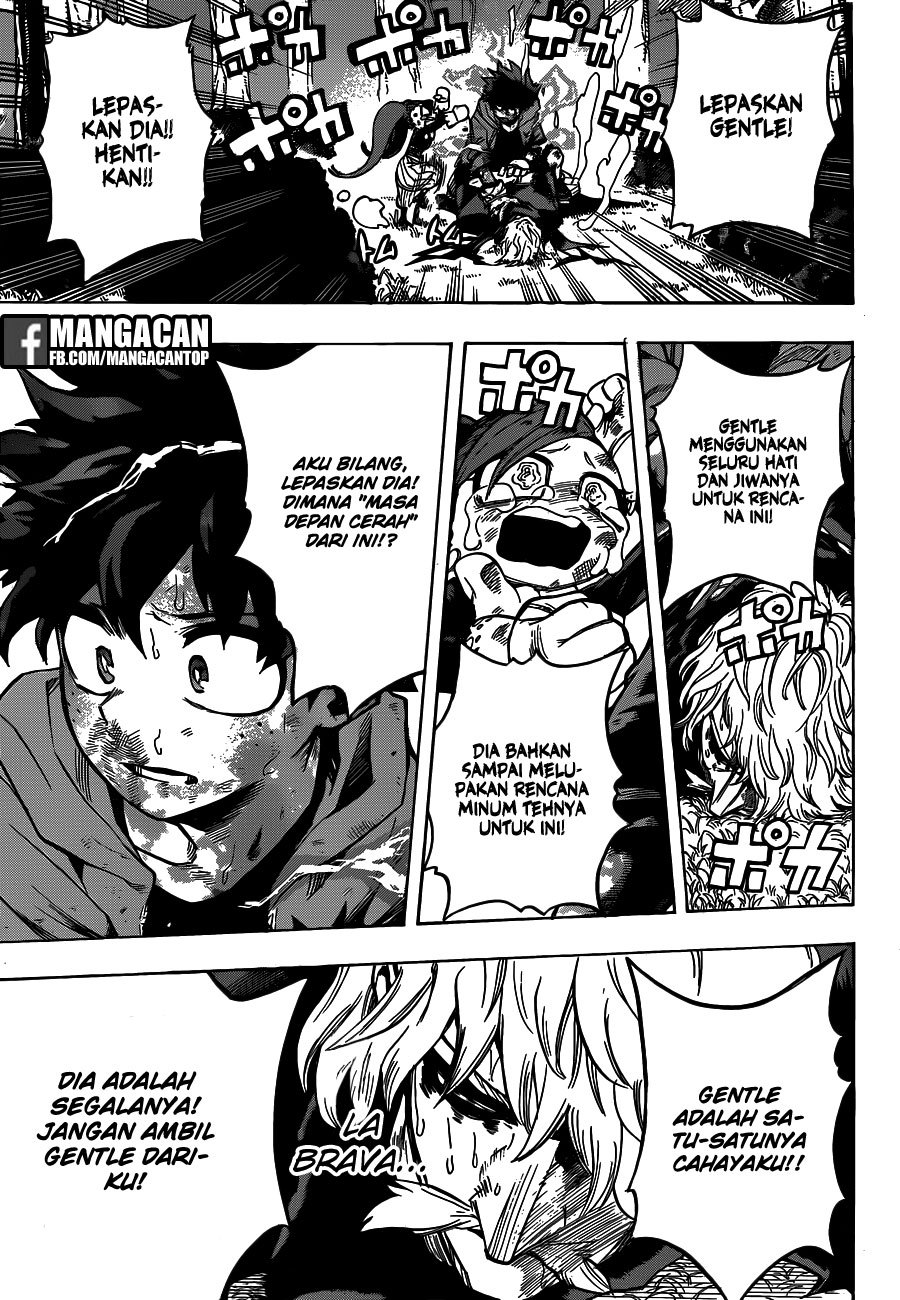 ポカ
ポカ
ポカ
ポカ
ポカ
LEPASKAN
GENTLE!
LEPAS-
KAN DIA!!
HENTI-
KAN!!
MANGACAN
FB.COM/MANGACANTOP
GENTLE
MENGGUNAKAN
SELURU HATI
DAN JIWANYA
UNTUK RENCA-
NA INI!
ポカ
ポカ
ポカ
DIA BAHKAN
SAMPAI MELU-
PAKAN RENCANA
MINUM TEHNYA
UNTUK INI!
AKU BILANG,
LEPASKAN DIA!
DIMANA "MASA
DEPAN CERAH"
DARI INI!?
GENTLE
ADALAH SA-
TU-SATUNYA
CAHAYAKU!!
LA
BRAVA...
DIA ADALAH
SEGALANYA!
JANGAN AMBIL
GENTLE DARI-
KU!